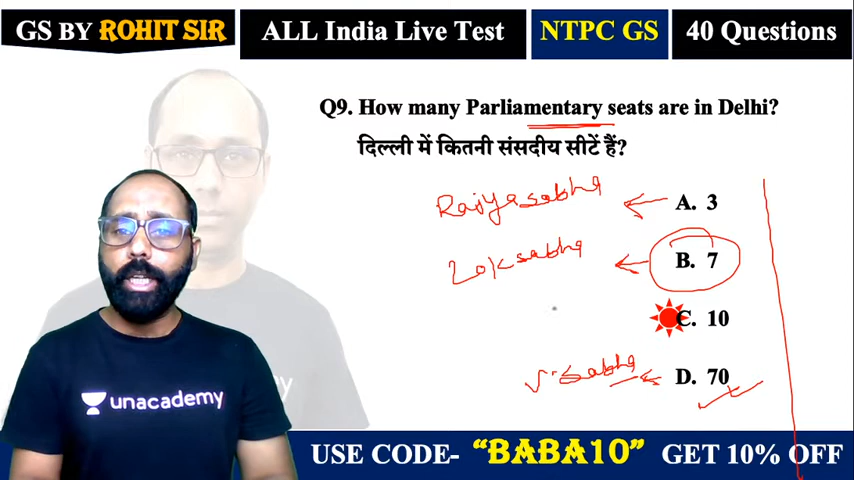 GS BY ROHIT SIR
ALL India Live Test
NTPC GS
40 Questions
Q9. How many Parliamentary seats are in Delhi?
दिल्ली में कितनी संसदीय सीटें हैं?
Rajyasabha
A. 3
Loksabha
B. 7
C. 10
V. sabha
D. 70
unacademy
USE CODE- “BABA10” GET 10% OFF